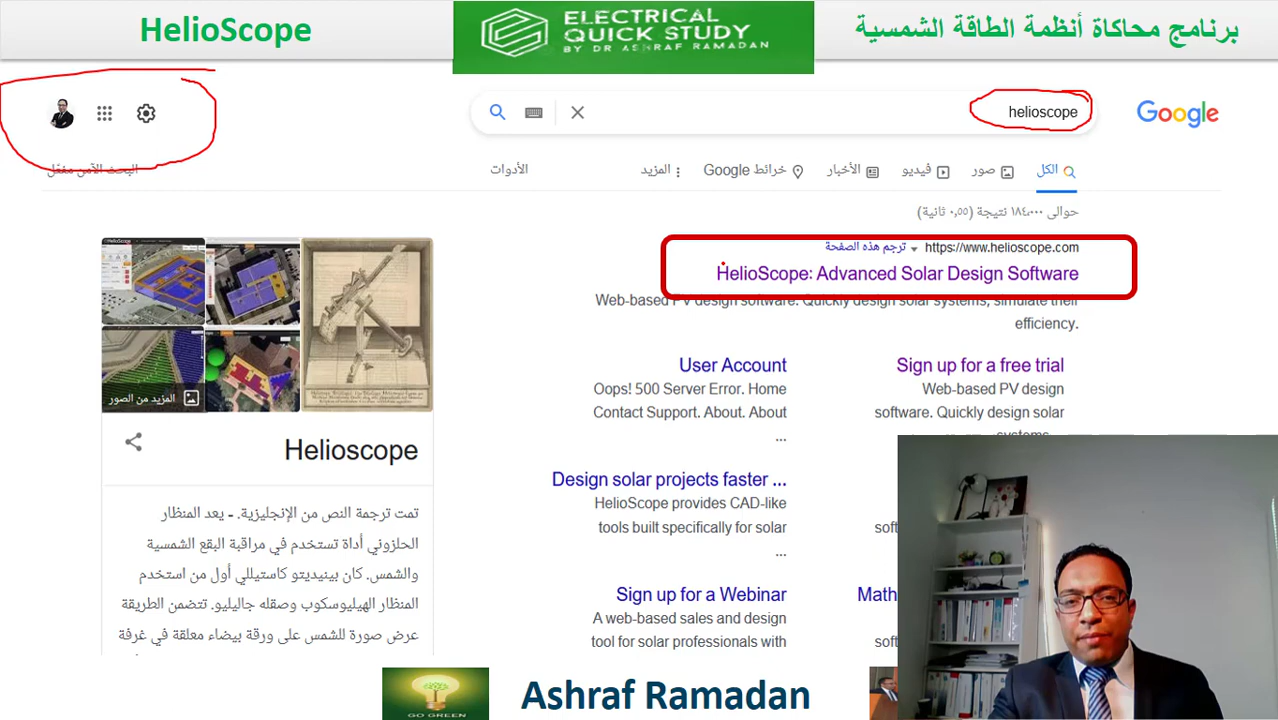 HelioScope
ELECTRICAL
QUICK STUDY
BY DR ASHRAF RAMADAN
برنامج محاكاة أنظمة الطاقة الشمسية
helioscope
Google
الكل
صور
فيديو
الأخبار
خرائط Google
المزيد
الأدوات
البحث الآمن مفعّل
حوالى ١٨٤,٠٠٠ نتيجة (٠,٥٥ ثانية)
https://www.helioscope.com ترجم هذه الصفحة
HelioScope: Advanced Solar Design Software
Web-based PV design software. Quickly design solar systems, simulate their
efficiency.
User Account
Oops! 500 Server Error. Home
Contact Support. About. About
...
Sign up for a free trial
Web-based PV design
software. Quickly design solar
systems
Design solar projects faster ...
HelioScope provides CAD-like
tools built specifically for solar
...
Sign up for a Webinar
A web-based sales and design
tool for solar professionals with
Math
المزيد من الصور
Helioscope
تمت ترجمة النص من الإنجليزية. - يعد المنظار
الحلزوني أداة تستخدم في مراقبة البقع الشمسية
والشمس. كان بينيديتو كاستيللي أول من استخدم
المنظار الهيليوسكوب وصقله جاليليو. تتضمن الطريقة
عرض صورة للشمس على ورقة بيضاء معلقة في غرفة
GO GREEN
Ashraf Ramadan